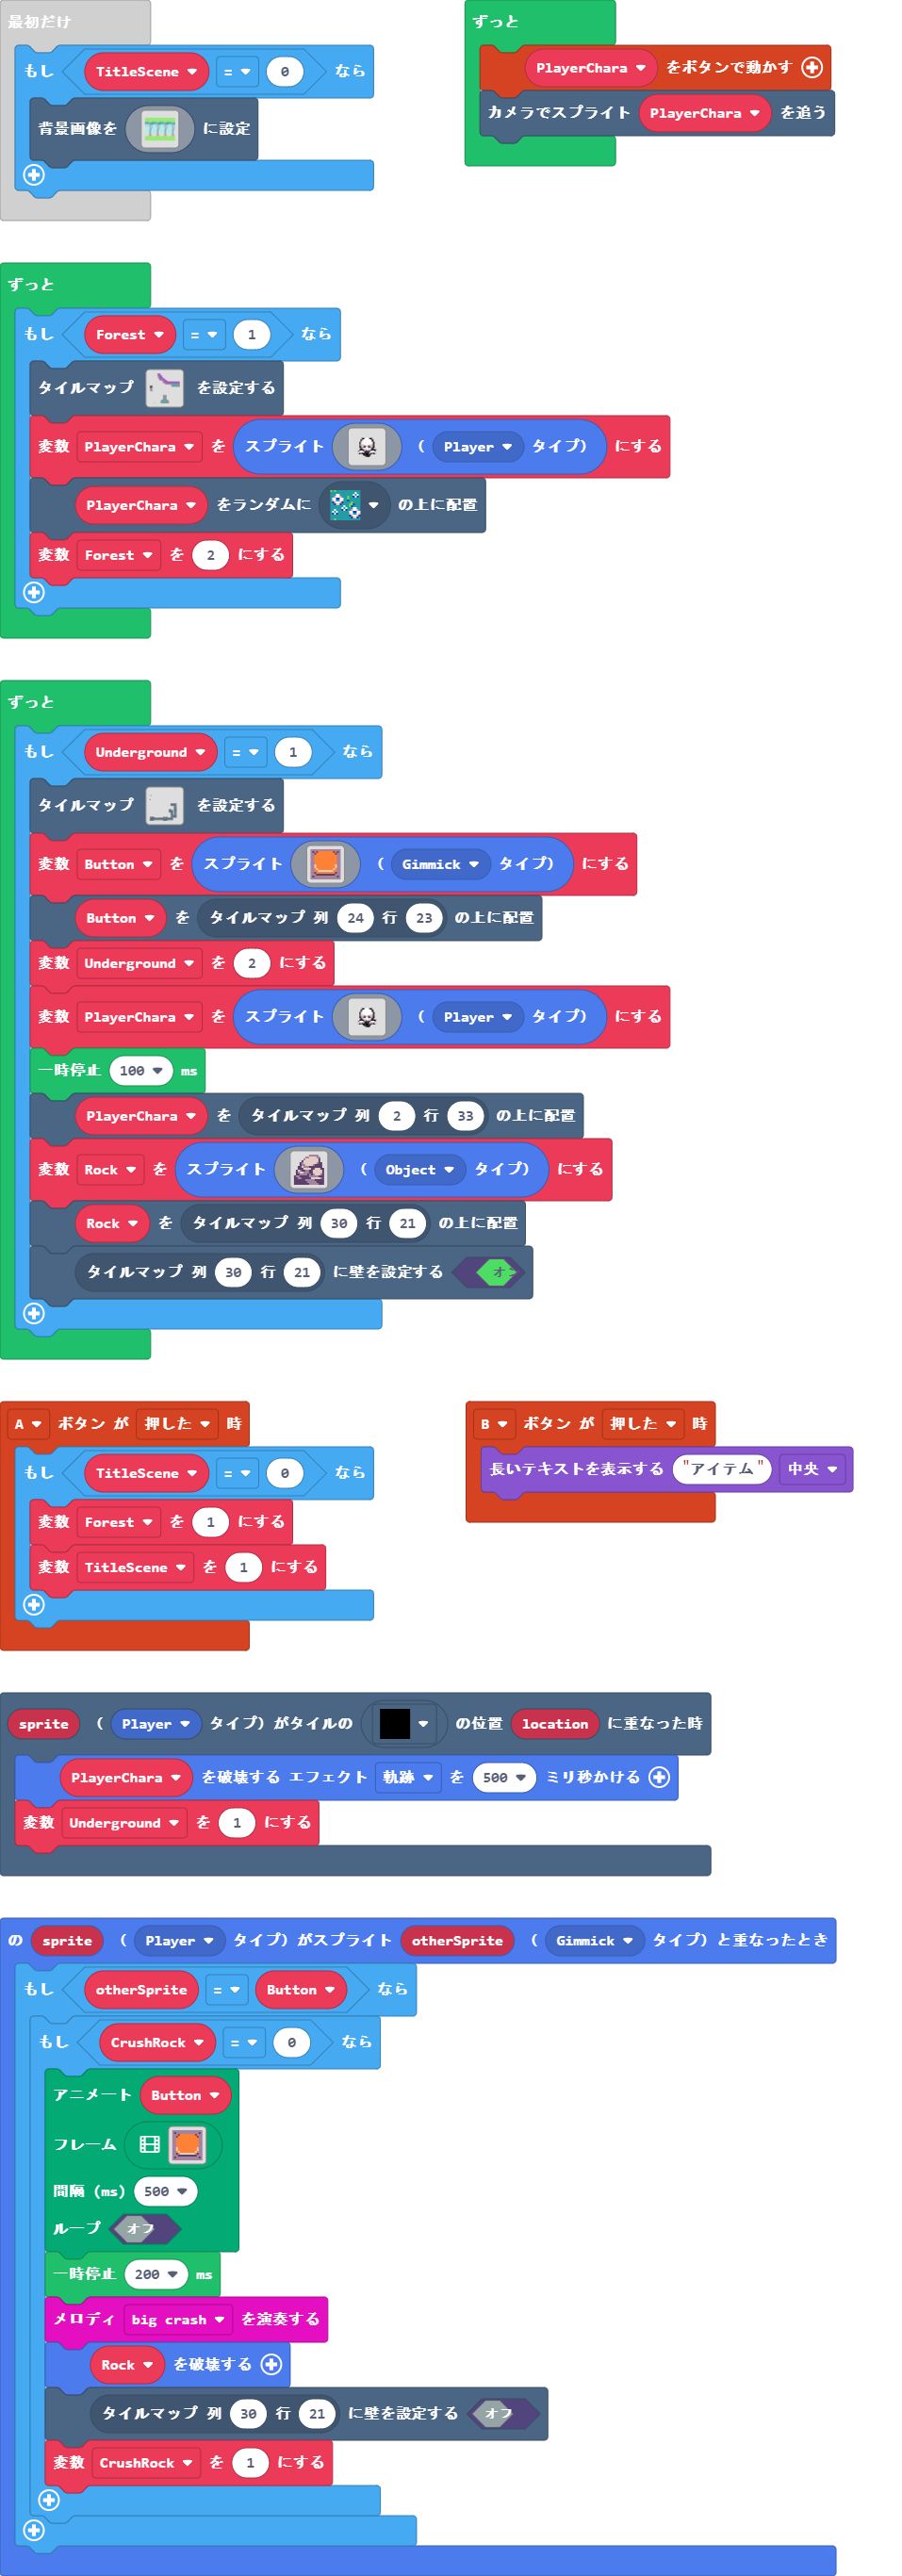 最初だけ
もし TitleScene = 0 なら
背景画像を に設定
ずっと
PlayerChara をボタンで動かす
カメラでスプライト PlayerChara を追う
ずっと
もし Forest = 1 なら
タイルマップ を設定する
変数 PlayerChara を スプライト ( Player タイプ) にする
PlayerChara をランダムに の上に配置
変数 Forest を 2 にする
ずっと
もし Underground = 1 なら
タイルマップ を設定する
変数 Button を スプライト ( Gimmick タイプ) にする
Button を タイルマップ 列 24 行 23 の上に配置
変数 Underground を 2 にする
変数 PlayerChara を スプライト ( Player タイプ) にする
一時停止 100 ms
PlayerChara を タイルマップ 列 2 行 33 の上に配置
変数 Rock を スプライト ( Object タイプ) にする
Rock を タイルマップ 列 30 行 21 の上に配置
タイルマップ 列 30 行 21 に壁を設定する
A ボタン が 押した 時
もし TitleScene = 0 なら
変数 Forest を 1 にする
変数 TitleScene を 1 にする
B ボタン が 押した 時
長いテキストを表示する "アイテム" 中央
sprite ( Player タイプ) がタイルの の位置 location に重なった時
PlayerChara を破壊する エフェクト 軌跡 を 500 ミリ秒かける
変数 Underground を 1 にする
の sprite ( Player タイプ) がスプライト otherSprite ( Gimmick タイプ) と重なったとき
もし otherSprite = Button なら
もし CrushRock = 0 なら
アニメート Button
フレーム
間隔 (ms) 500
ループ オフ
一時停止 200 ms
メロディ big crash を演奏する
Rock を破壊する
タイルマップ 列 30 行 21 に壁を設定する オフ
変数 CrushRock を 1 にする